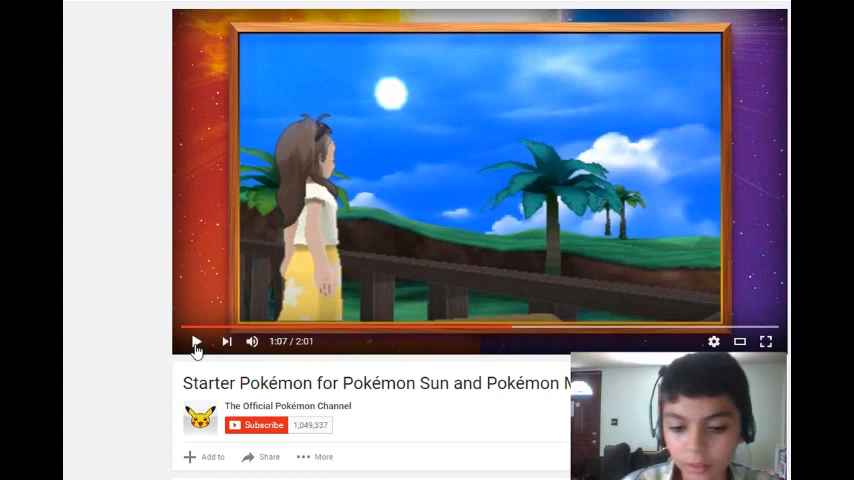 1:07 / 2:01
Starter Pokémon for Pokémon Sun and Pokémon
The Official Pokémon Channel
Subscribe 1,049,337
Add to Share More